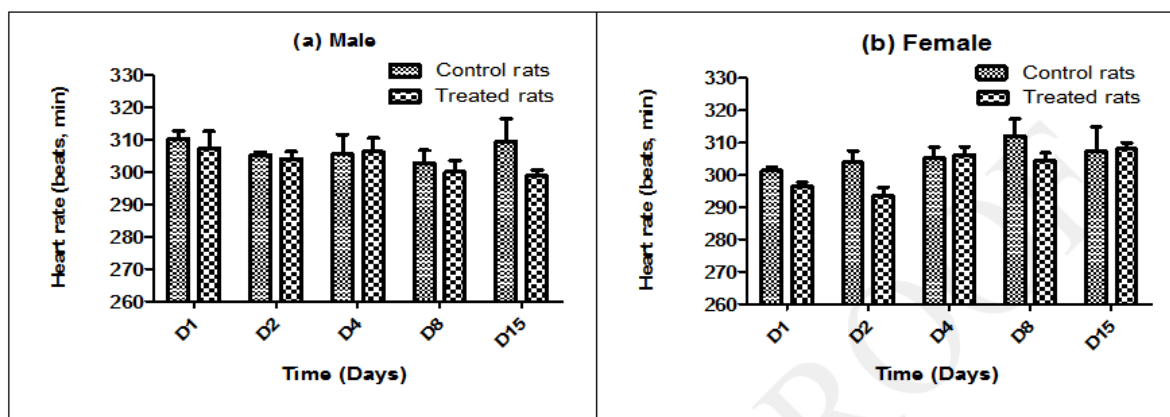 (a) Male
Control rats
Treated rats
Heart rate (beats, min)
330
320
310
300
290
280
270
260
D1
D2
D4
D8
D15
Time (Days)
(b) Female
Control rats
Treated rats
Heart rate (beats, min)
330
320
310
300
290
280
270
260
D1
D2
D4
D8
D15
Time (Days)